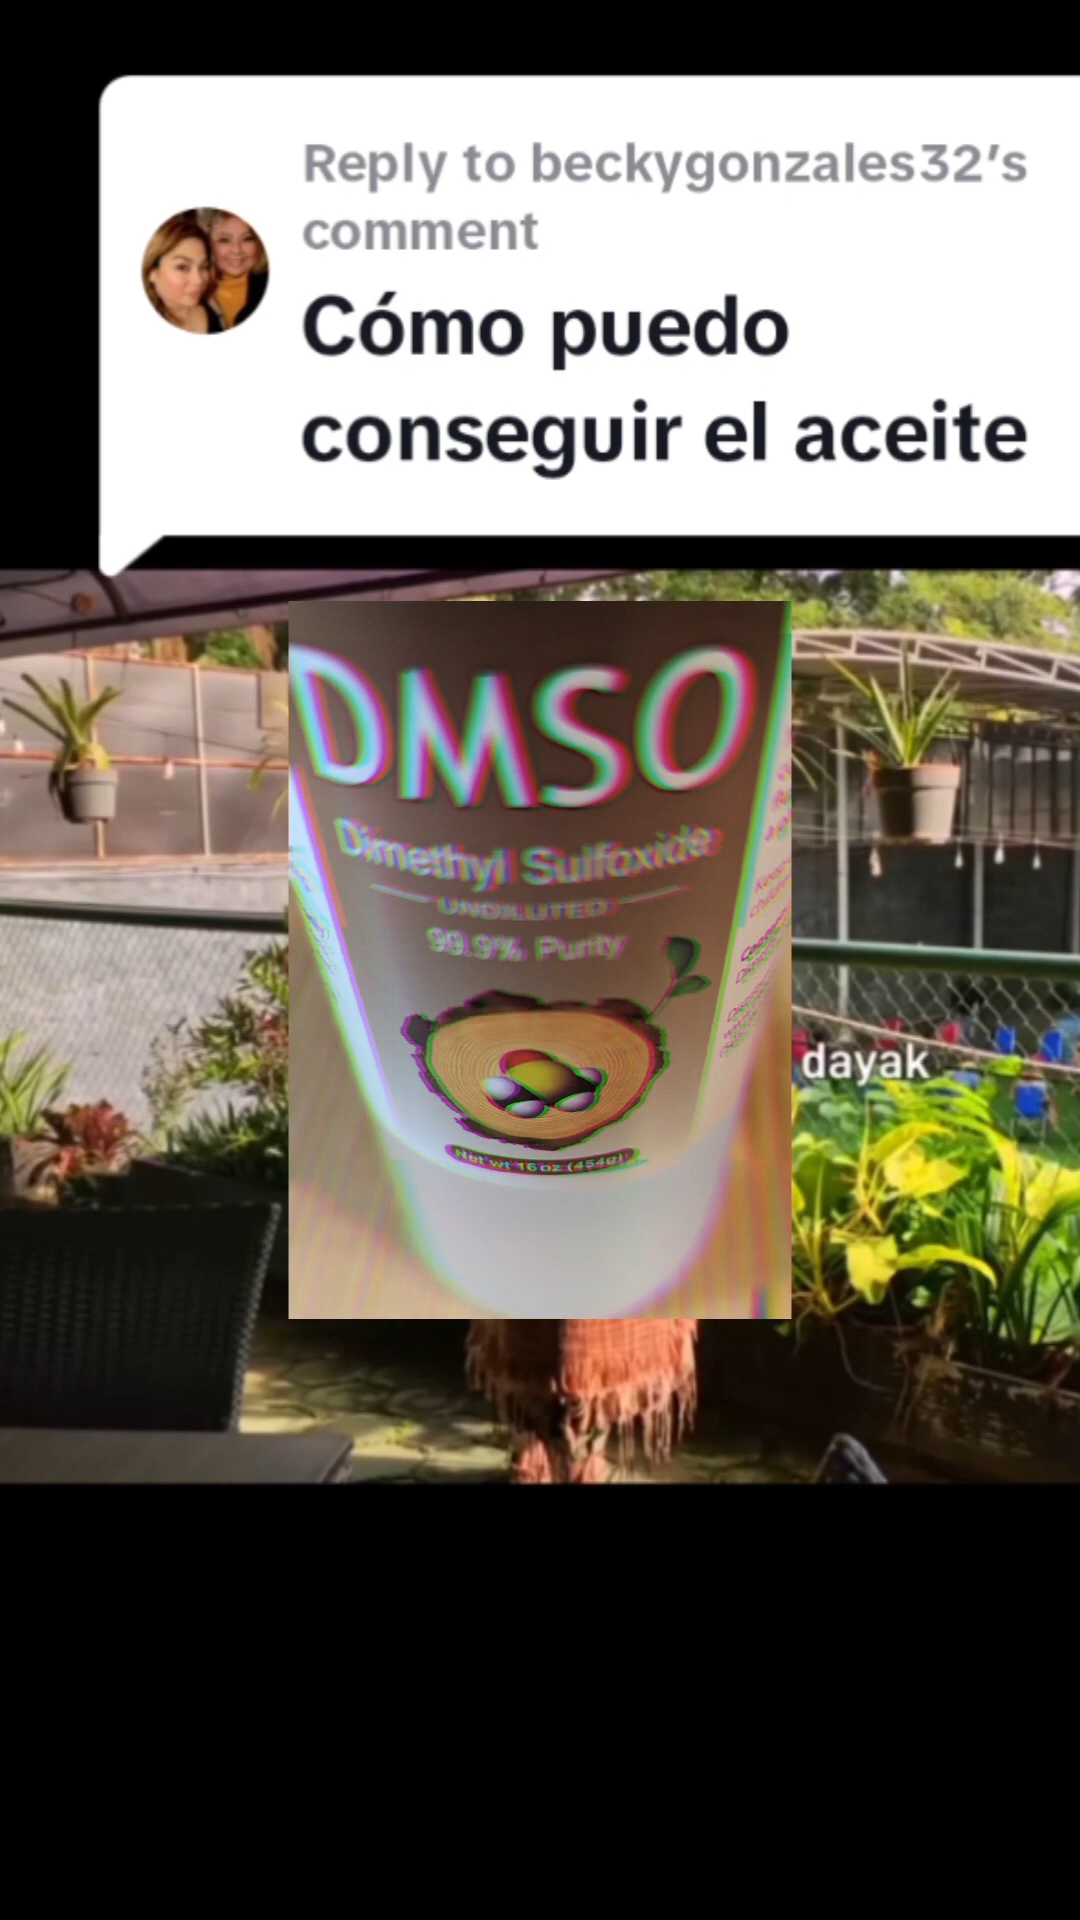 Reply to beckygonzales32's
comment
Cómo puedo
conseguir el aceite
DMSO
Dimethyl Sulfoxide
UNDILUTED
99.9% Purity
Net wt 16 oz (454g)
dayak